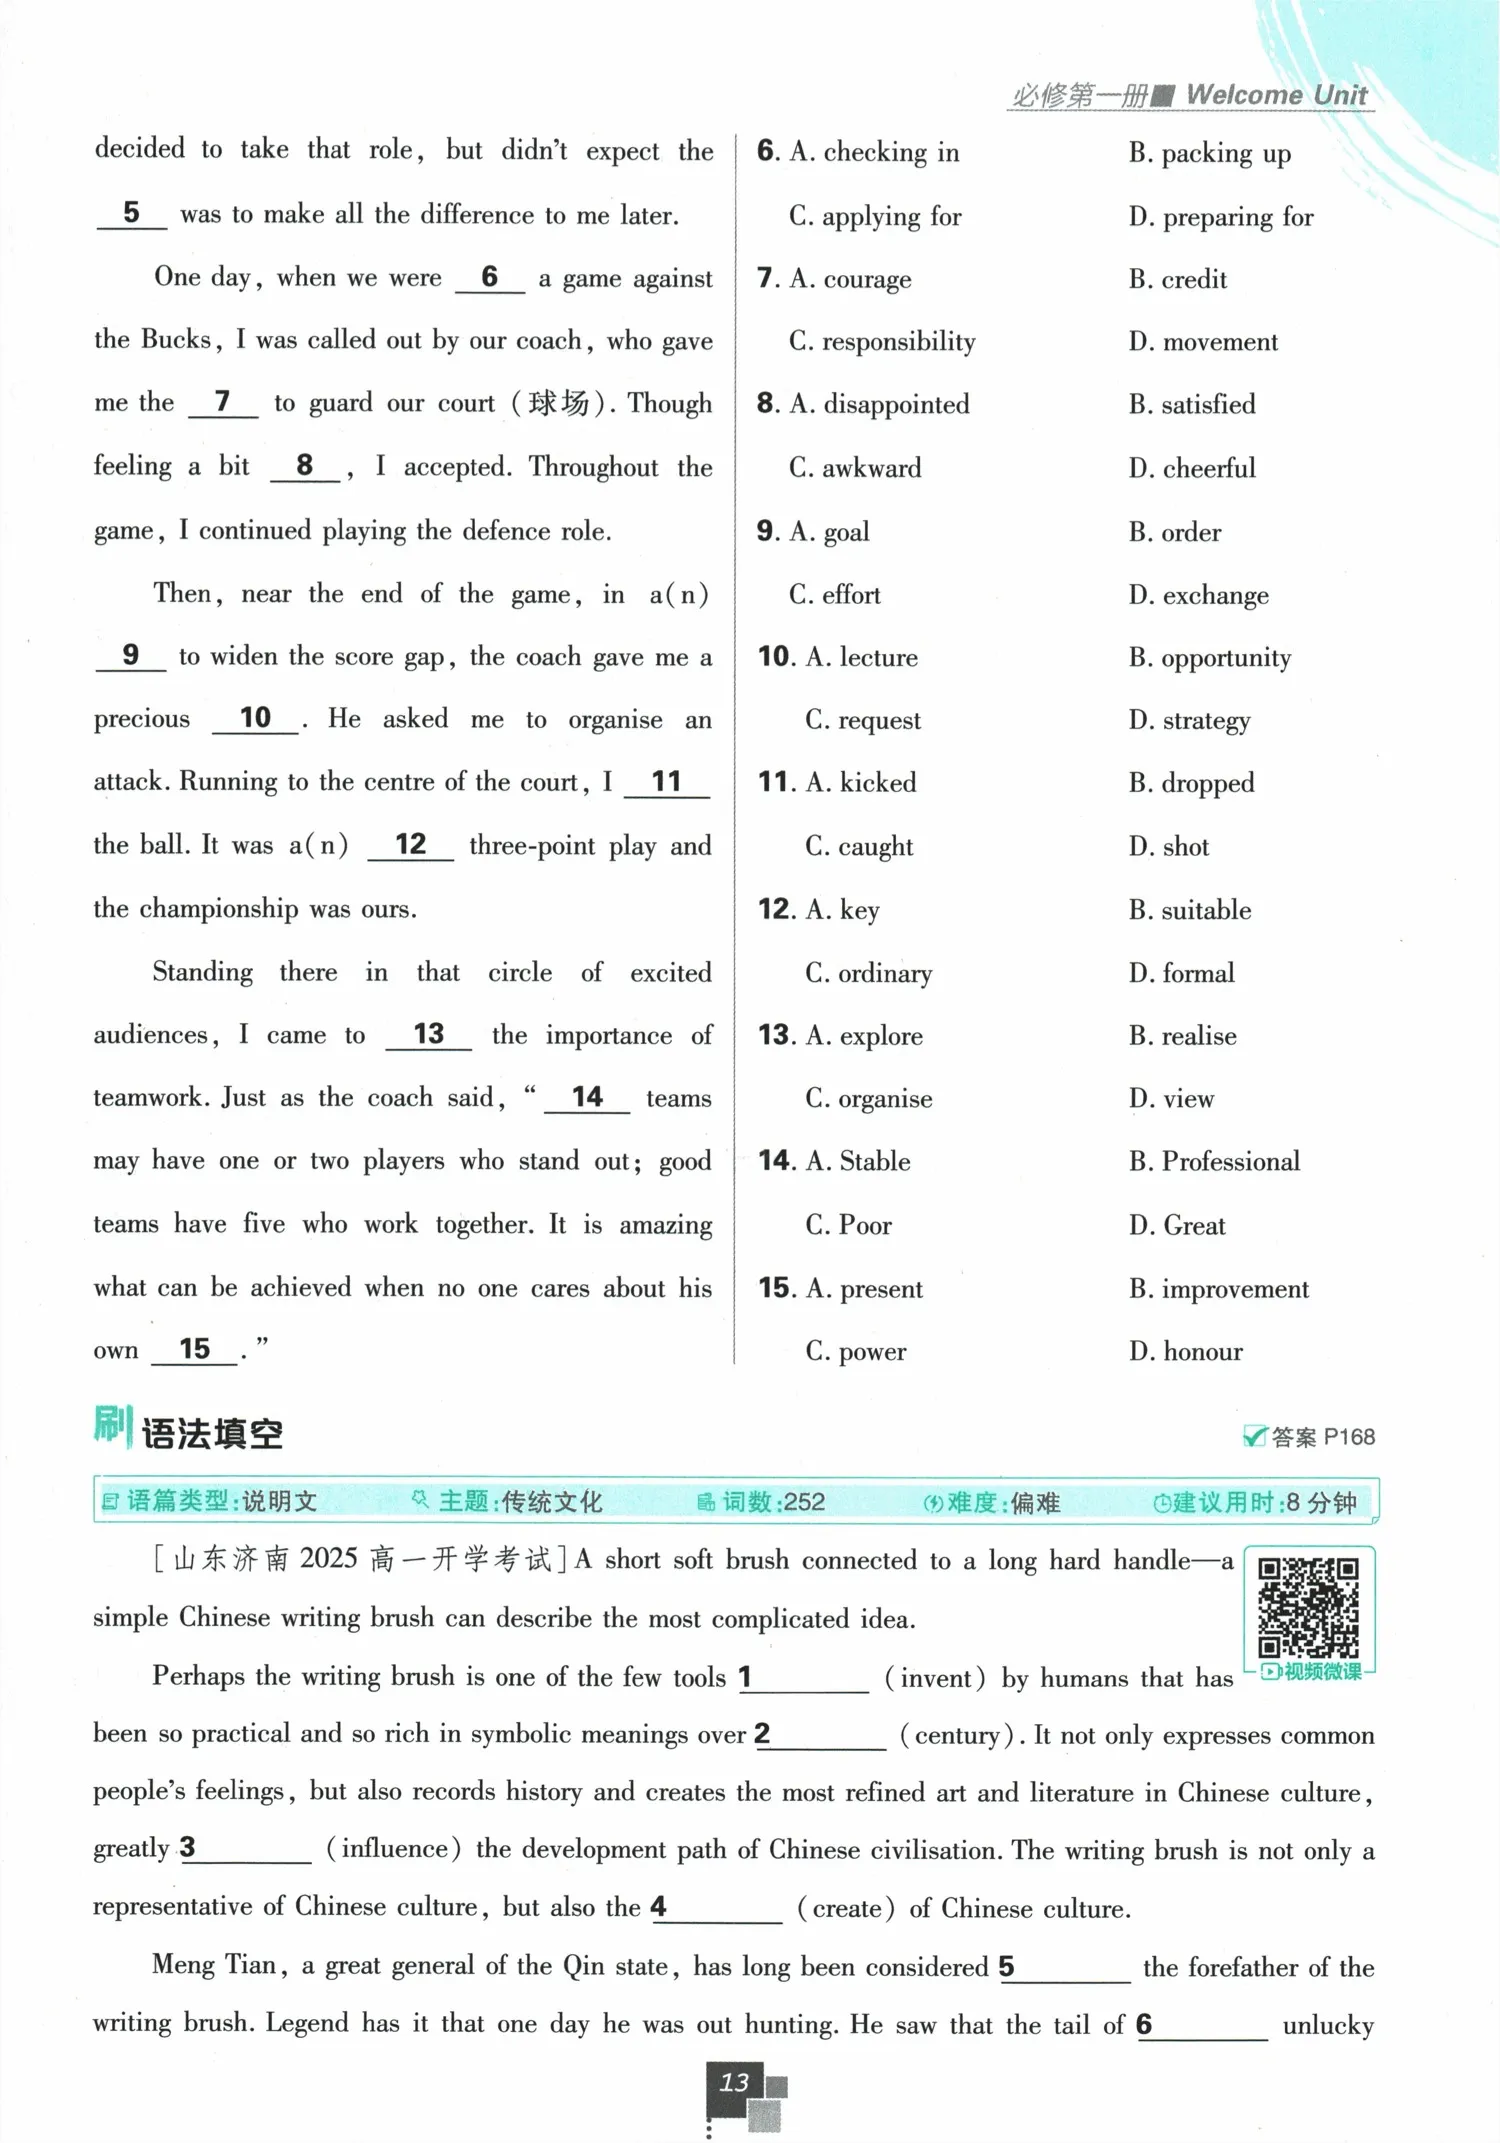 必修第一册■ Welcome Unit
decided to take that role, but didn't expect the
5 was to make all the difference to me later.
One day, when we were 6 a game against
the Bucks, I was called out by our coach, who gave
me the 7 to guard our court (球场). Though
feeling a bit 8, I accepted. Throughout the
game, I continued playing the defence role.
Then, near the end of the game, in a(n)
9 to widen the score gap, the coach gave me a
precious 10. He asked me to organise an
attack. Running to the centre of the court, I 11
the ball. It was a(n) 12 three-point play and
the championship was ours.
Standing there in that circle of excited
audiences, I came to 13 the importance of
teamwork. Just as the coach said, “ 14 teams
may have one or two players who stand out; good
teams have five who work together. It is amazing
what can be achieved when no one cares about his
own 15.”
6. A. checking in B. packing up
C. applying for D. preparing for
7. A. courage B. credit
C. responsibility D. movement
8. A. disappointed B. satisfied
C. awkward D. cheerful
9. A. goal B. order
C. effort D. exchange
10. A. lecture B. opportunity
C. request D. strategy
11. A. kicked B. dropped
C. caught D. shot
12. A. key B. suitable
C. ordinary D. formal
13. A. explore B. realise
C. organise D. view
14. A. Stable B. Professional
C. Poor D. Great
15. A. present B. improvement
C. power D. honour
刷语法填空 答案 P168
语篇类型:说明文 主题:传统文化 词数:252 难度:偏难 建议用时:8 分钟
[山东济南 2025 高一开学考试]A short soft brush connected to a long hard handle—a
simple Chinese writing brush can describe the most complicated idea.
Perhaps the writing brush is one of the few tools 1 (invent) by humans that has
视频微课
been so practical and so rich in symbolic meanings over 2 (century). It not only expresses common
people's feelings, but also records history and creates the most refined art and literature in Chinese culture,
greatly 3 (influence) the development path of Chinese civilisation. The writing brush is not only a
representative of Chinese culture, but also the 4 (create) of Chinese culture.
Meng Tian, a great general of the Qin state, has long been considered 5 the forefather of the
writing brush. Legend has it that one day he was out hunting. He saw that the tail of 6 unlucky
13